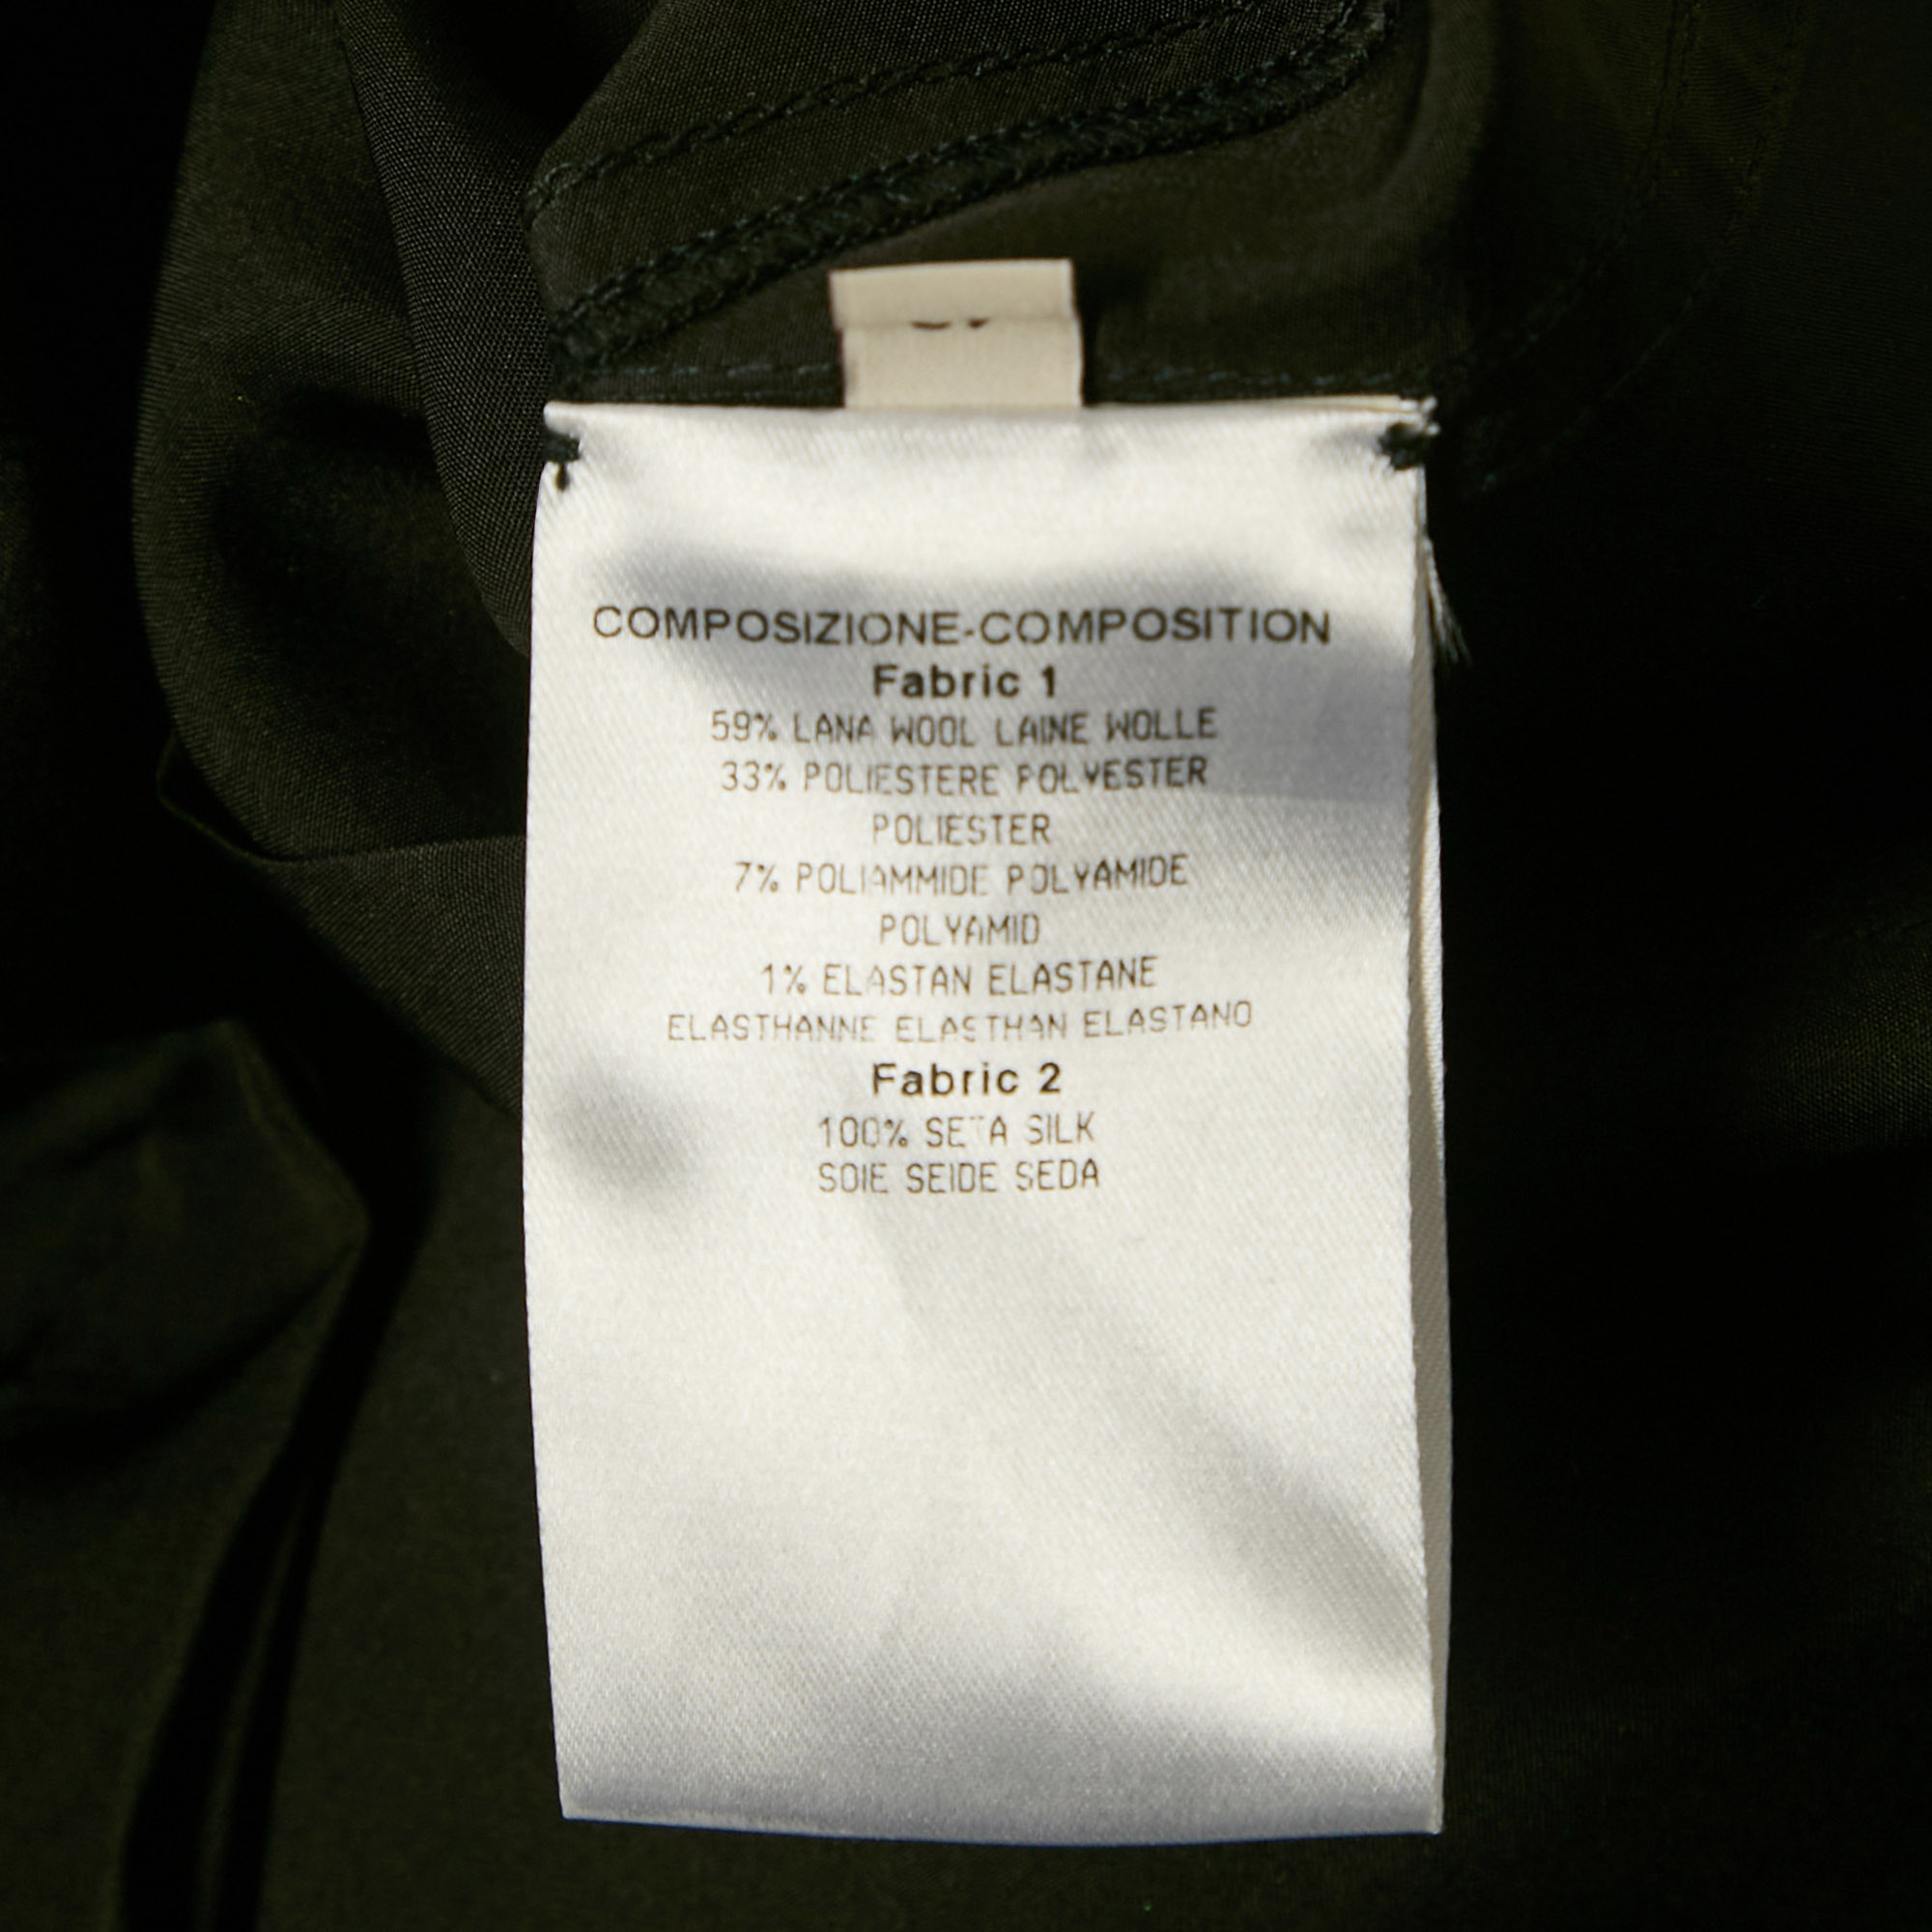 COMPOSIZIONE-COMPOSITION
Fabric 1
59% LANA WOOL LAINE WOLLE
33% POLIESTERE POLYESTER
POLIESTER
7% POLIAMMIDE POLYAMIDE
POLYAMID
1% ELASTAN ELASTANE
ELASTHANNE ELASTHAN ELASTANO
Fabric 2
100% SETA SILK
SOIE SEIDE SEDA